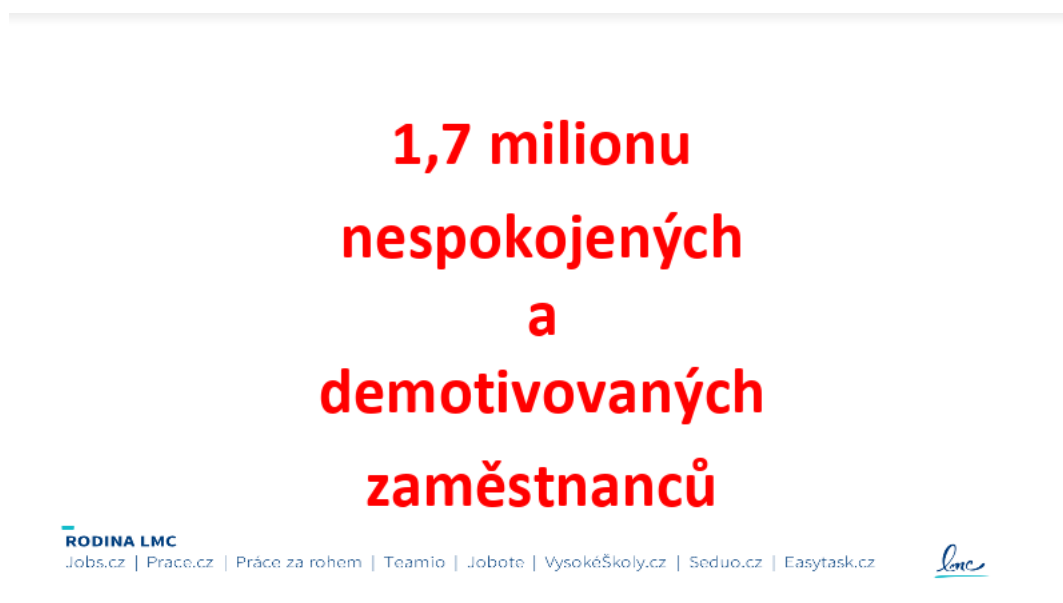 1,7 milionu
nespokojených
a
demotivovaných
zaměstnanců
RODINA LMC
Jobs.cz | Prace.cz | Práce za rohem | Teamio | Jobote | VysokéŠkoly.cz | Seduo.cz | Easytask.cz
lmc